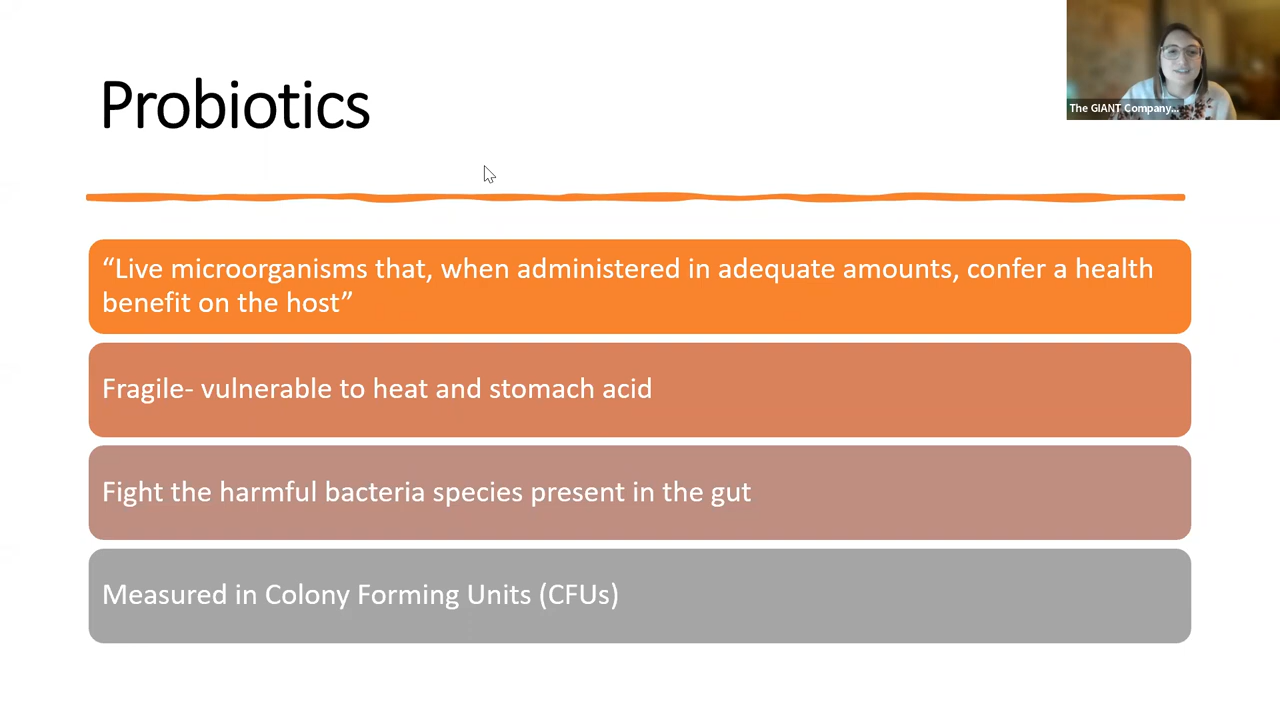 Probiotics
The GIANT Company...
“Live microorganisms that, when administered in adequate amounts, confer a health
benefit on the host”
Fragile- vulnerable to heat and stomach acid
Fight the harmful bacteria species present in the gut
Measured in Colony Forming Units (CFUs)